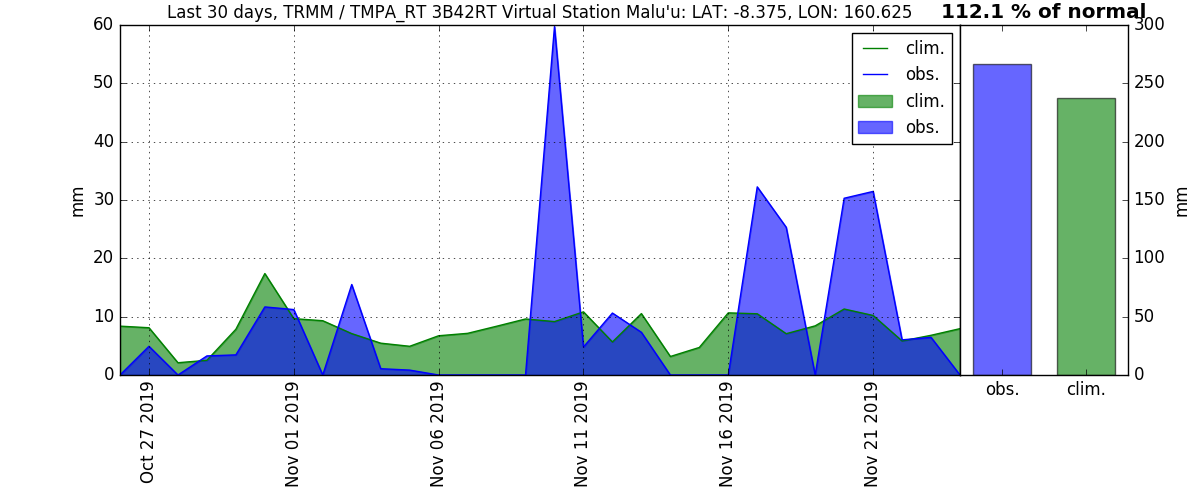 Last 30 days, TRMM / TMPA_RT 3B42RT Virtual Station Malu'u: LAT: -8.375, LON: 160.625
112.1 % of normal
60
50
40
30
20
10
0
mm
clim.
obs.
clim.
obs.
300
250
200
150
100
50
0
mm
Oct 27 2019
Nov 01 2019
Nov 06 2019
Nov 11 2019
Nov 16 2019
Nov 21 2019
obs.
clim.